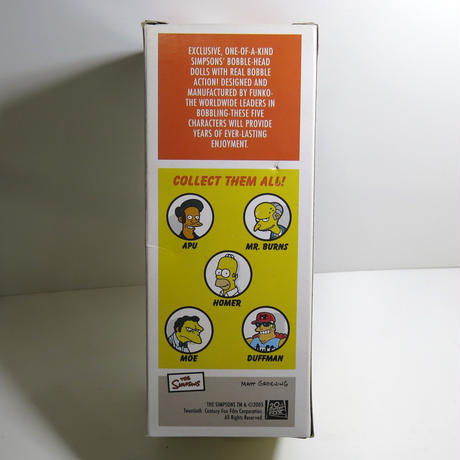 EXCLUSIVE, ONE-OF-A-KIND
SIMPSONS' BOBBLE-HEAD
DOLLS WITH REAL BOBBLE
ACTION! DESIGNED AND
MANUFACTURED BY FUNKO-
THE WORLDWIDE LEADERS IN
BOBBLING-THESE FIVE
CHARACTERS WILL PROVIDE
YEARS OF EVER-LASTING
ENJOYMENT.
COLLECT THEM ALL!
APU
MR. BURNS
HOMER
MOE
DUFFMAN
THE
SIMPSONS
MATT GROENING
THE SIMPSONS TM & ©2005
Twentieth Century Fox Film Corporation.
All Rights Reserved.
20th
CENTURY
FOX